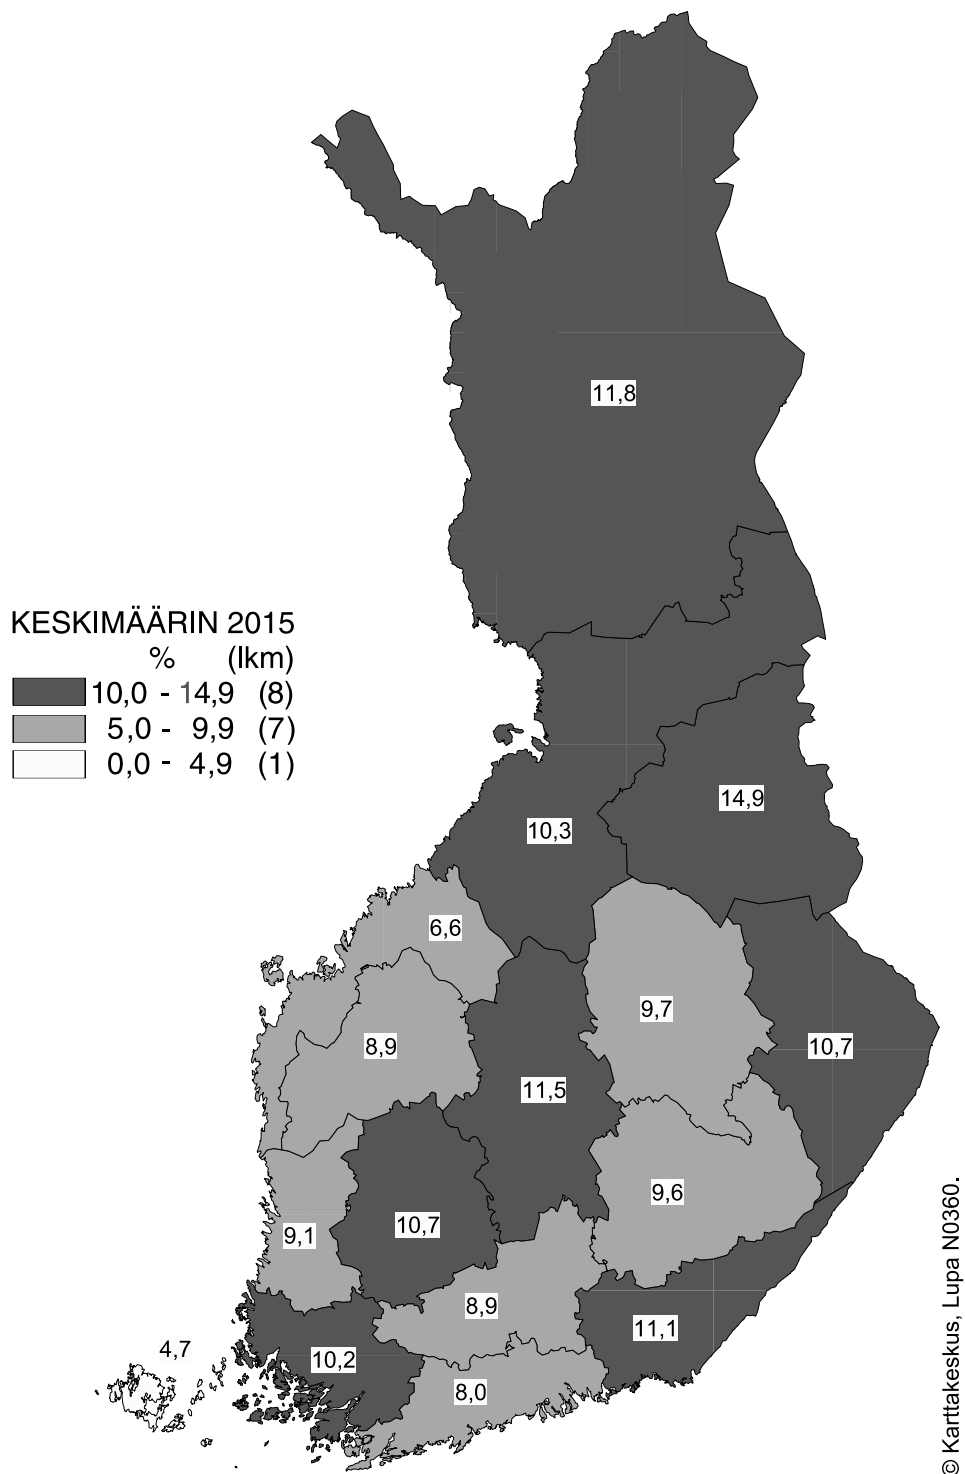 11,8
KESKIMÄÄRIN 2015
% (lkm)
10,0 - 14,9 (8)
5,0 - 9,9 (7)
0,0 - 4,9 (1)
14,9
10,3
6,6
9,7
8,9
10,7
11,5
9,6
10,7
9,1
8,9
11,1
4,7
10,2
8,0
© Karttakeskus, Lupa N0360.